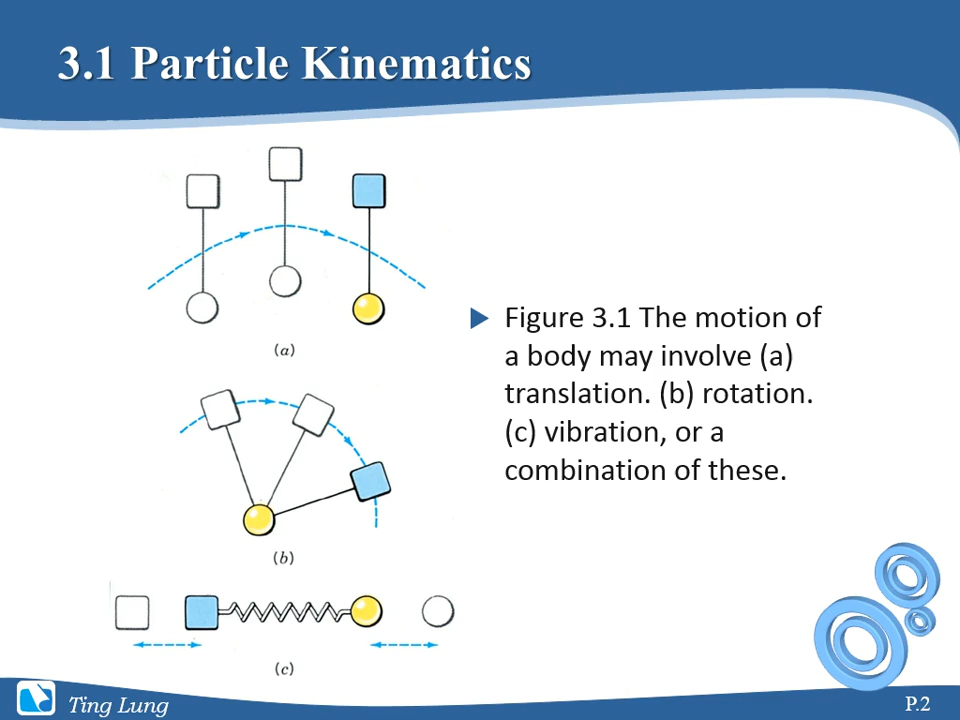 3.1 Particle Kinematics
(a)
Figure 3.1 The motion of
a body may involve (a)
translation. (b) rotation.
(c) vibration, or a
combination of these.
(b)
(c)
Ting Lung
P.2